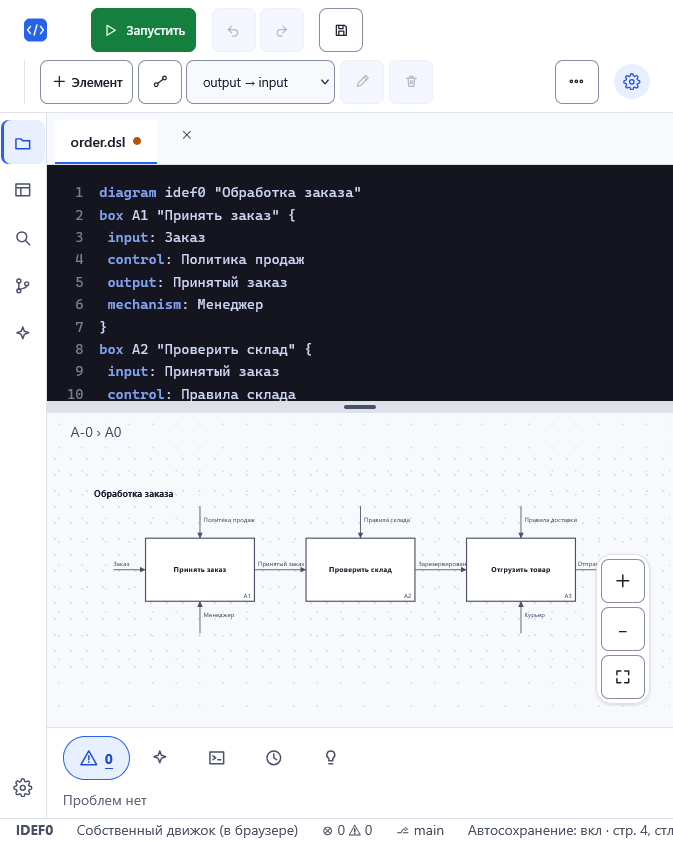 Запустить
Элемент
output → input
order.dsl
1 diagram idef0 "Обработка заказа"
2 box A1 "Принять заказ" {
3 input: Заказ
4 control: Политика продаж
5 output: Принятый заказ
6 mechanism: Менеджер
7 }
8 box A2 "Проверить склад" {
9 input: Принятый заказ
10 control: Правила склада
A-0 › A0
Обработка заказа
Политика продаж
Правила склада
Правила доставки
Заказ
Принять заказ
A1
Принятый заказ
Проверить склад
A2
Зарезервирован
Отгрузить товар
A3
Менеджер
Курьер
0
Проблем нет
IDEF0 Собственный движок (в браузере) 0 0 main Автосохранение: вкл · стр. 4, стл